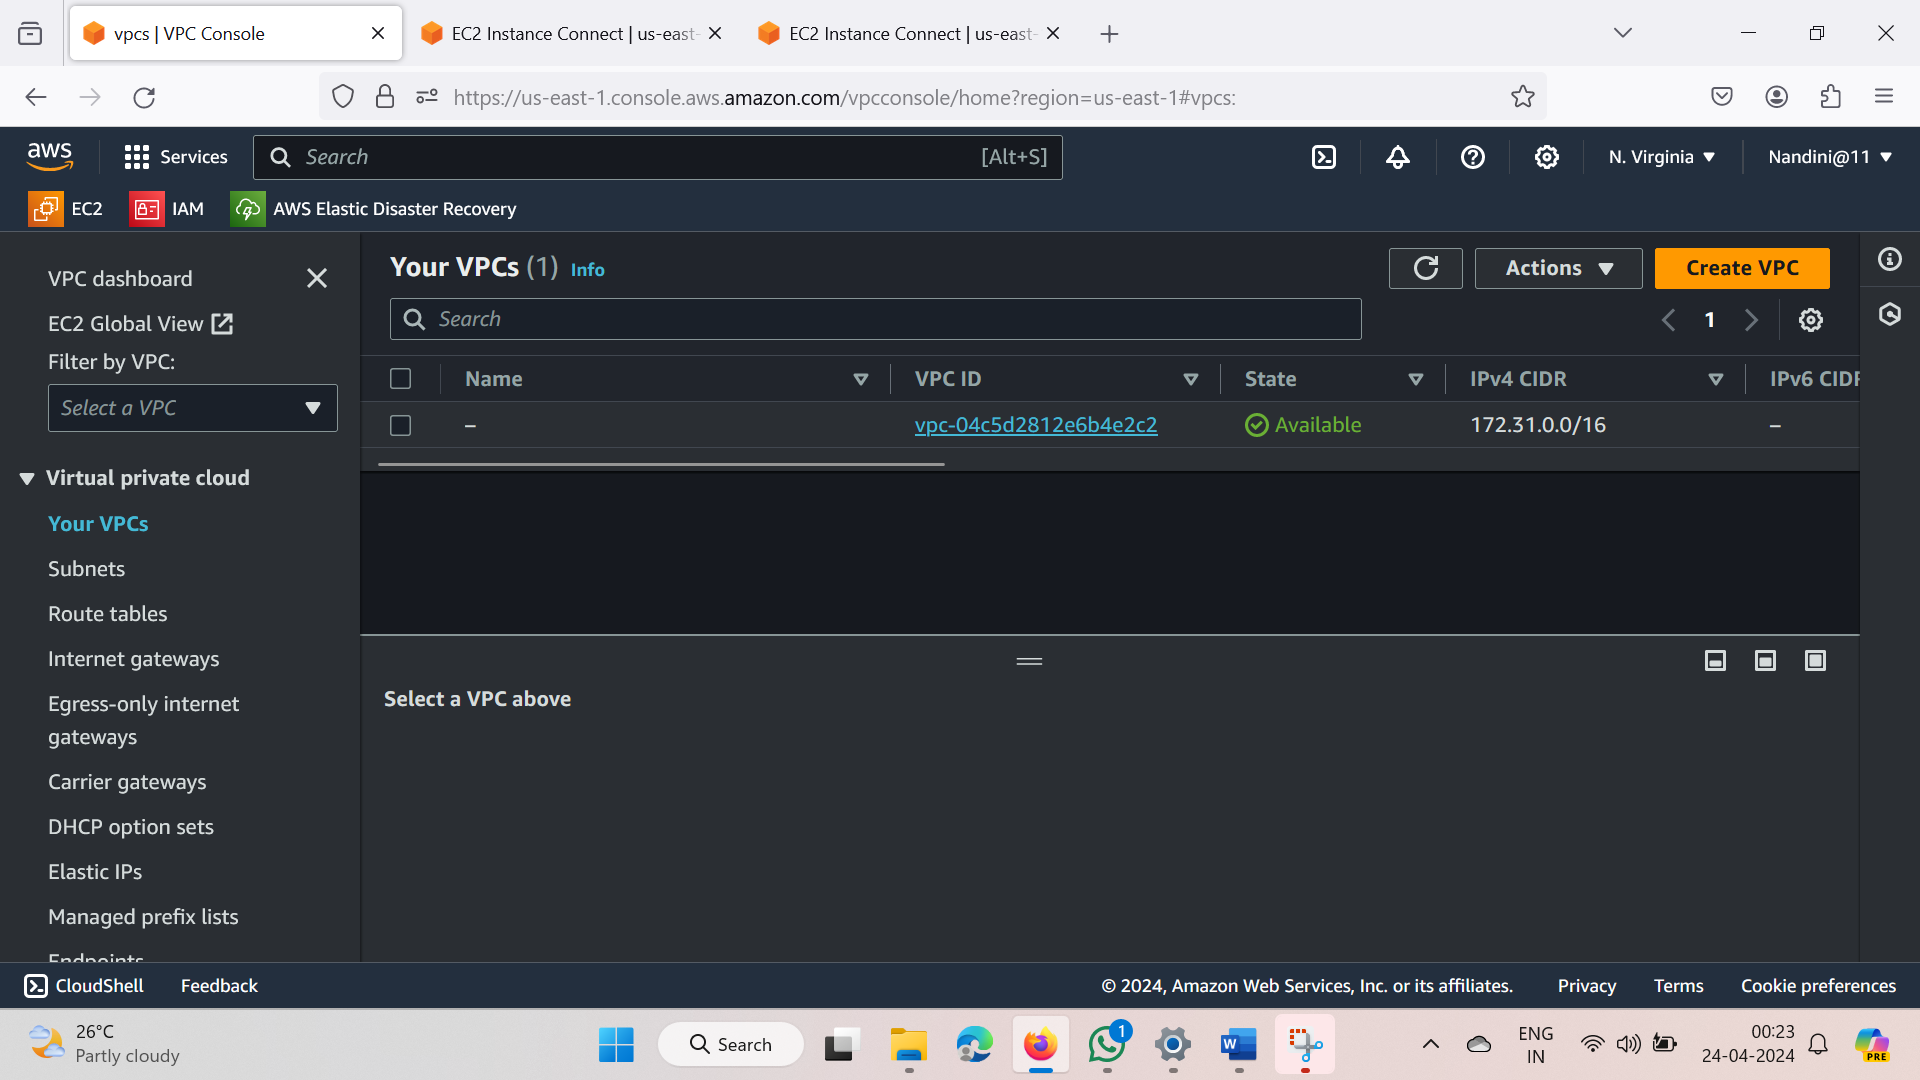 vpcs | VPC Console
EC2 Instance Connect | us-east-
EC2 Instance Connect | us-east-
https://us-east-1.console.aws.amazon.com/vpcconsole/home?region=us-east-1#vpcs:
aws
Services
Search
[Alt+S]
N. Virginia
Nandini@11
EC2
IAM
AWS Elastic Disaster Recovery
VPC dashboard
EC2 Global View
Filter by VPC:
Select a VPC
Virtual private cloud
Your VPCs
Subnets
Route tables
Internet gateways
Egress-only internet
gateways
Carrier gateways
DHCP option sets
Elastic IPs
Managed prefix lists
Endpoints
Your VPCs (1) Info
Actions
Create VPC
Search
1
Name
VPC ID
State
IPv4 CIDR
IPv6 CIDR
–
vpc-04c5d2812e6b4e2c2
Available
172.31.0.0/16
–
Select a VPC above
CloudShell
Feedback
© 2024, Amazon Web Services, Inc. or its affiliates.
Privacy
Terms
Cookie preferences
26°C
Partly cloudy
Search
1
W
ENG
IN
00:23
24-04-2024
PRE